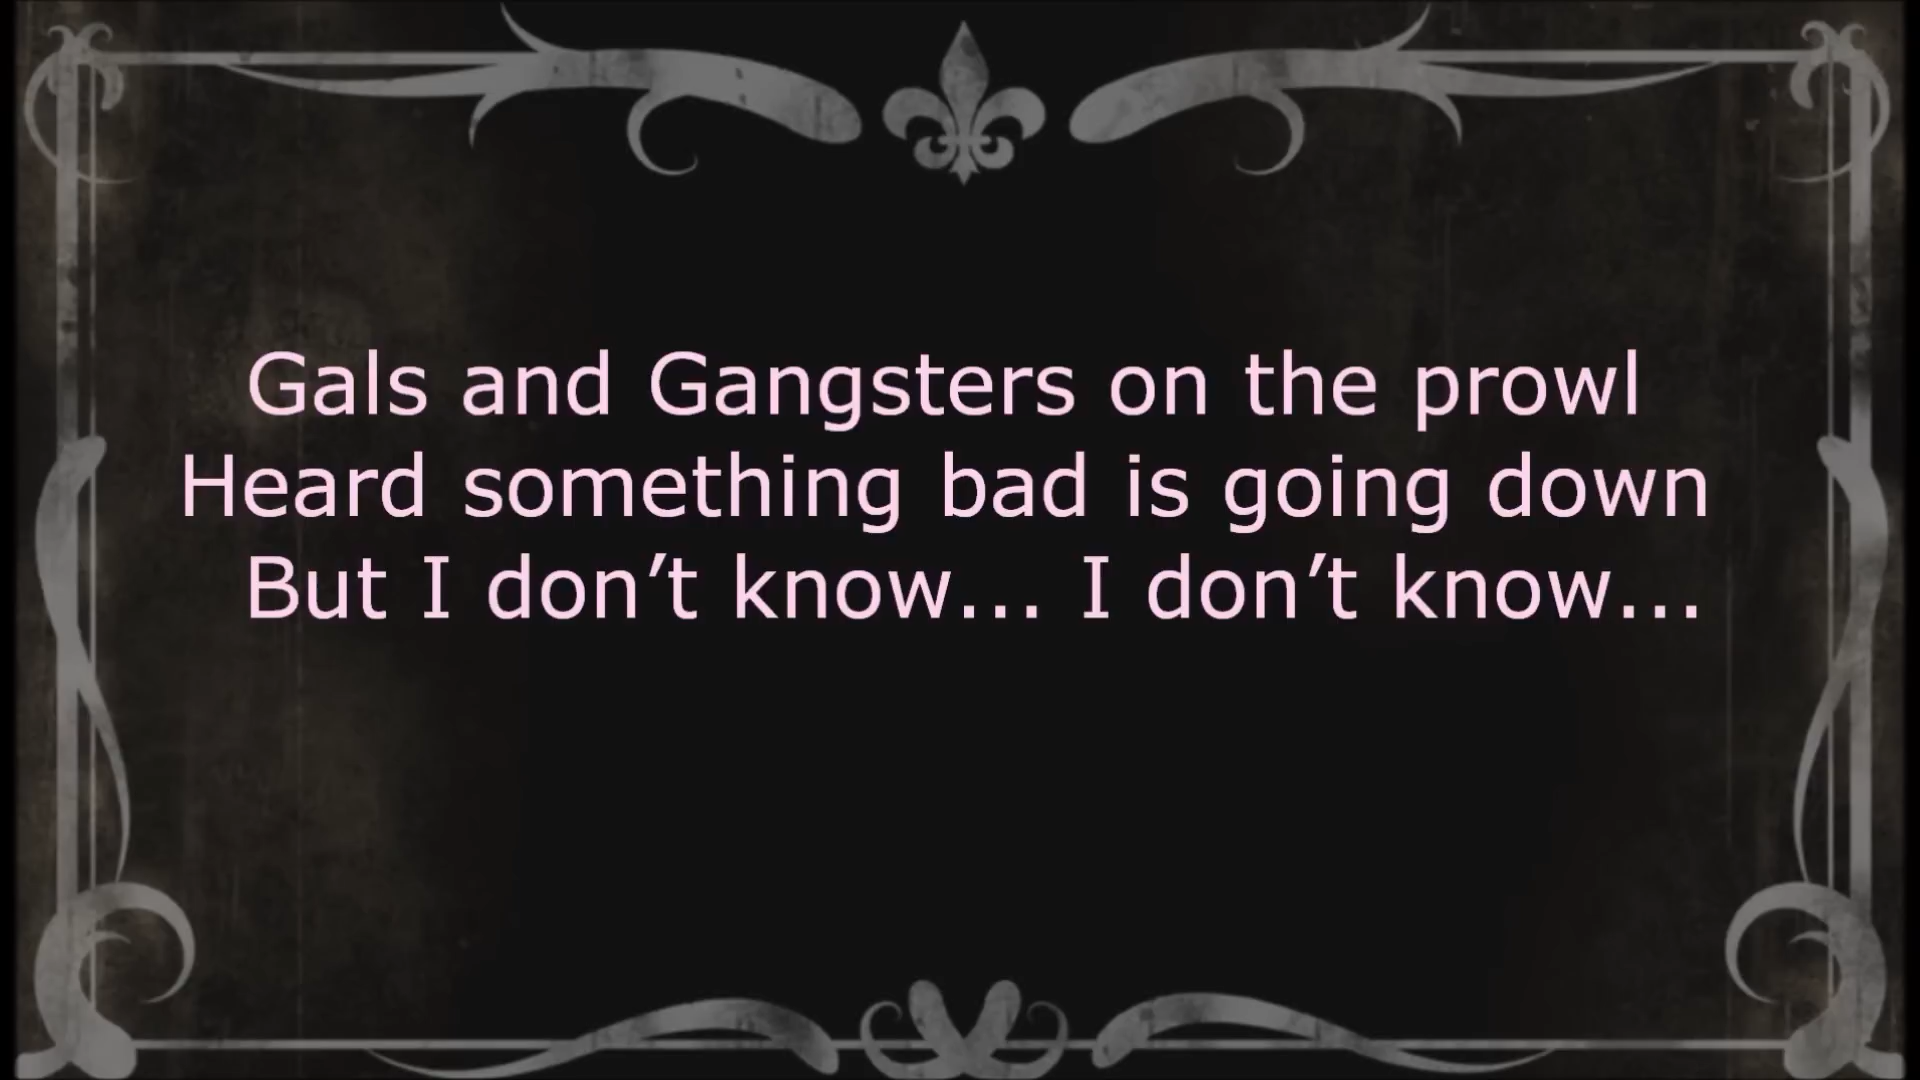 Gals and Gangsters on the prowl
Heard something bad is going down
But I don’t know... I don’t know...